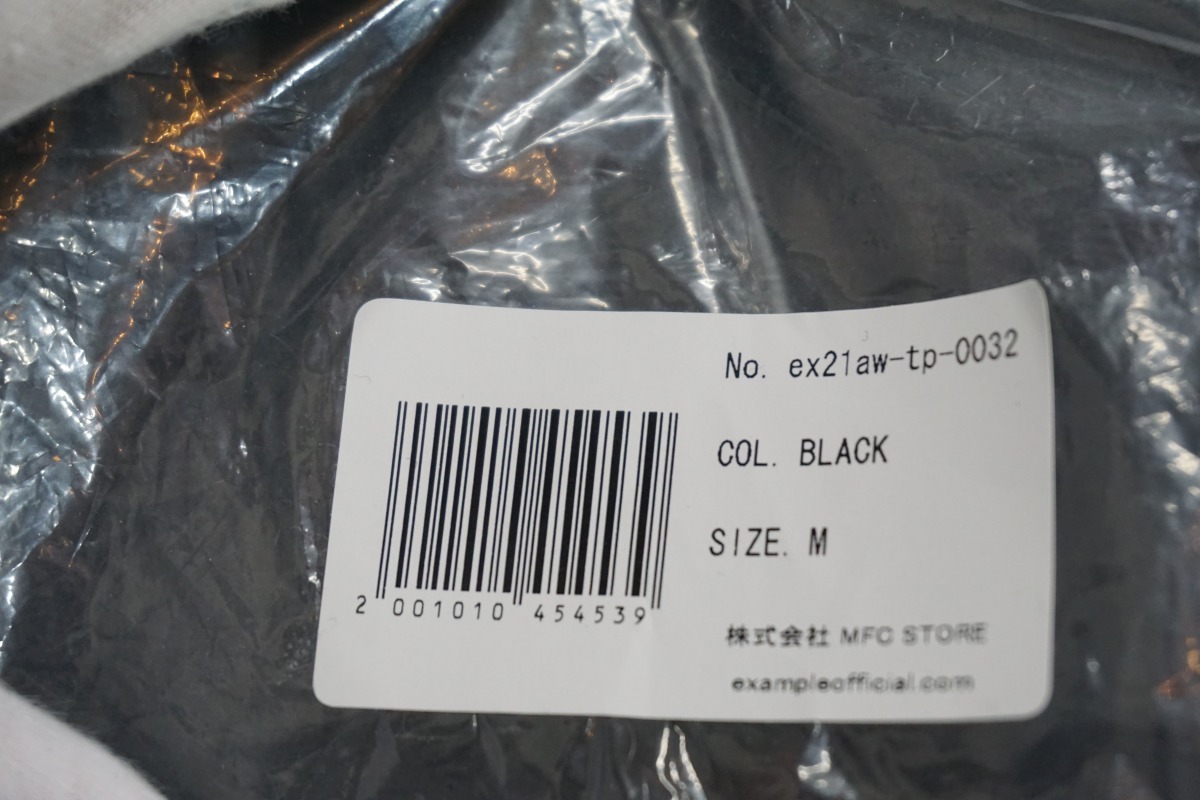 No. ex21aw-tp-0032
COL. BLACK
SIZE. M
2 001010 454539
株式会社 MFC STORE
exampleofficial.com